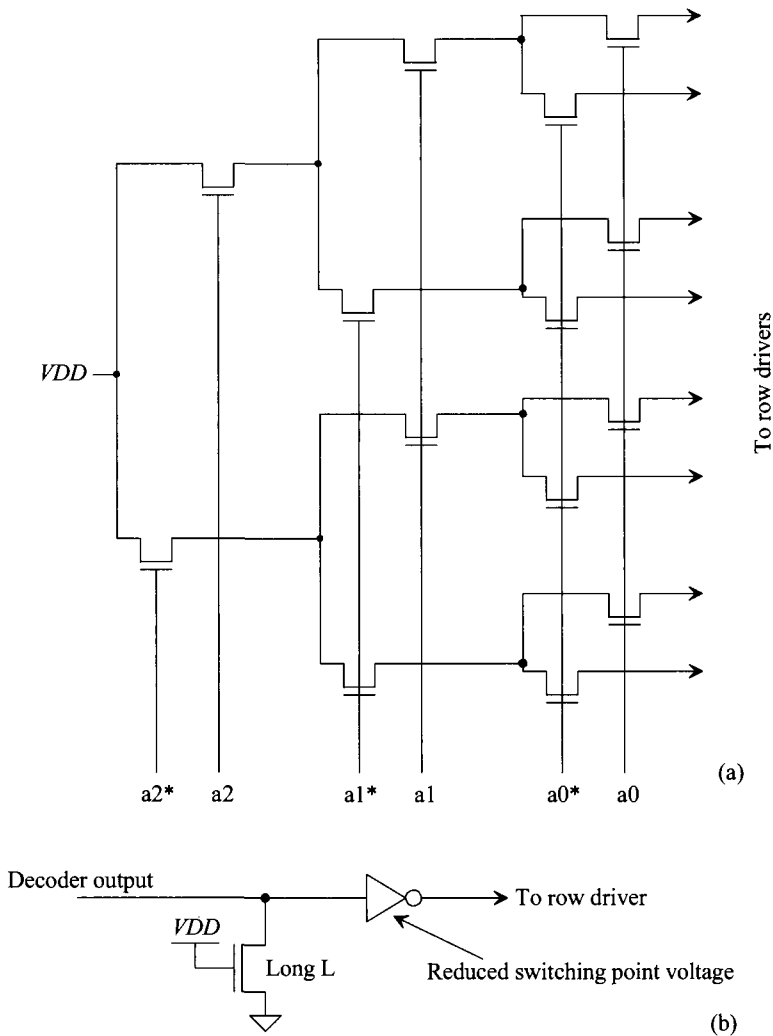 To row drivers
VDD
(a)
a2* a2 a1* a1 a0* a0
Decoder output
To row driver
VDD
Long L
Reduced switching point voltage
(b)